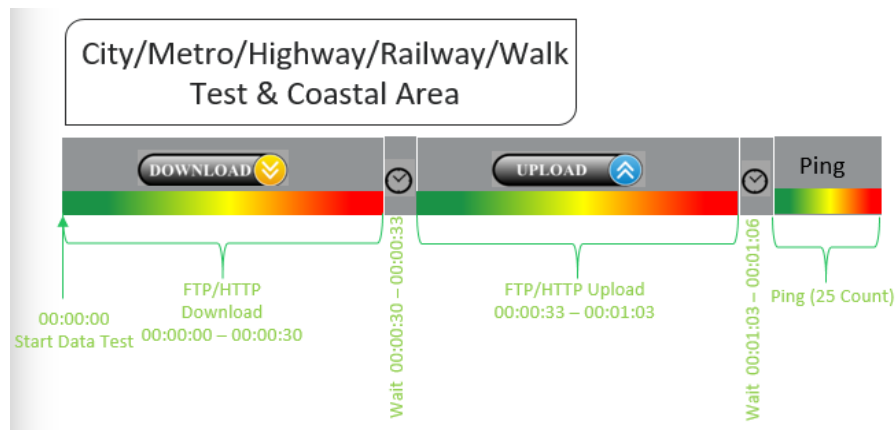 City/Metro/Highway/Railway/Walk
Test & Coastal Area
DOWNLOAD
UPLOAD
Ping
00:00:00
Start Data Test
FTP/HTTP
Download
00:00:00 – 00:00:30
Wait 00:00:30 – 00:00:33
FTP/HTTP Upload
00:00:33 – 00:01:03
Wait 00:01:03 – 00:01:06
Ping (25 Count)